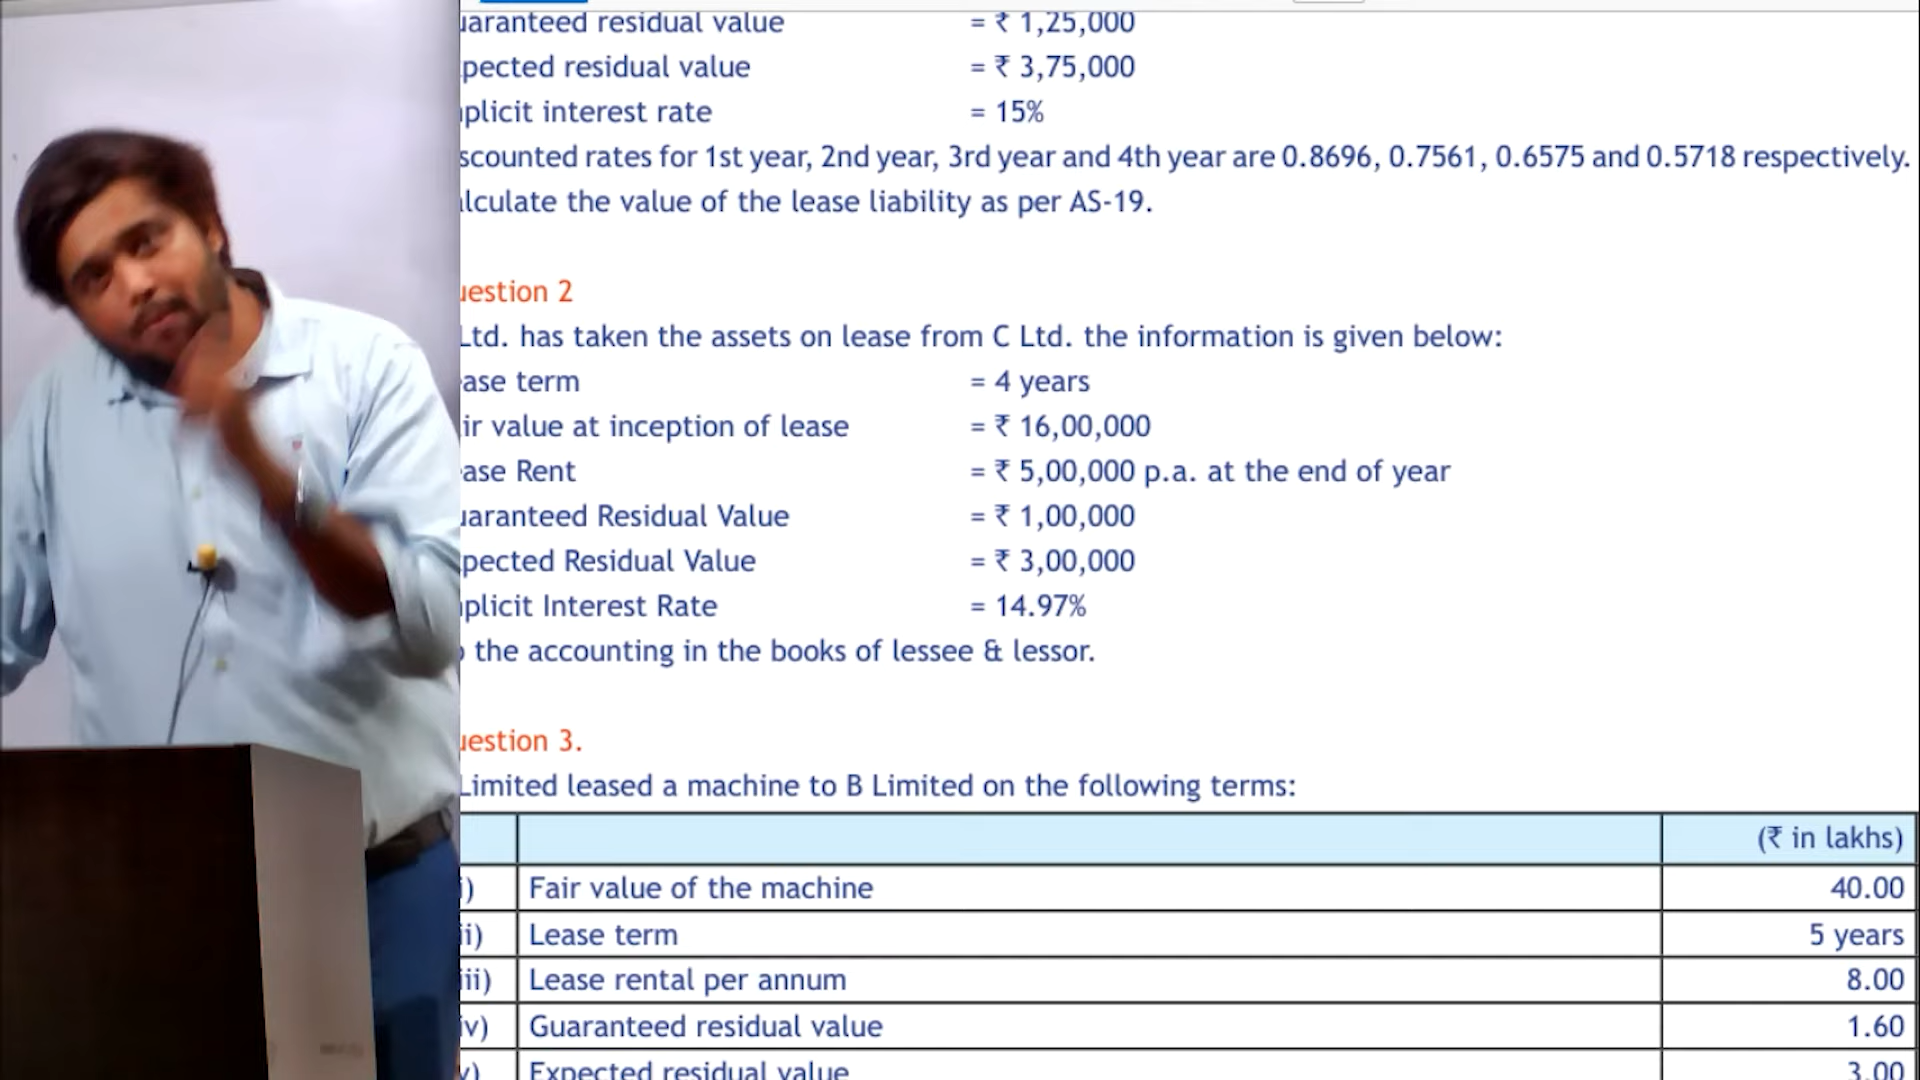 uaranteed residual value = ₹ 1,25,000
pected residual value = ₹ 3,75,000
plicit interest rate = 15%
scounted rates for 1st year, 2nd year, 3rd year and 4th year are 0.8696, 0.7561, 0.6575 and 0.5718 respectively.
lculate the value of the lease liability as per AS-19.
uestion 2
Ltd. has taken the assets on lease from C Ltd. the information is given below:
ase term = 4 years
ir value at inception of lease = ₹ 16,00,000
ase Rent = ₹ 5,00,000 p.a. at the end of year
uaranteed Residual Value = ₹ 1,00,000
pected Residual Value = ₹ 3,00,000
plicit Interest Rate = 14.97%
the accounting in the books of lessee & lessor.
uestion 3.
Limited leased a machine to B Limited on the following terms:
(₹ in lakhs)
i) Fair value of the machine 40.00
ii) Lease term 5 years
iii) Lease rental per annum 8.00
iv) Guaranteed residual value 1.60
v) Expected residual value 3.00